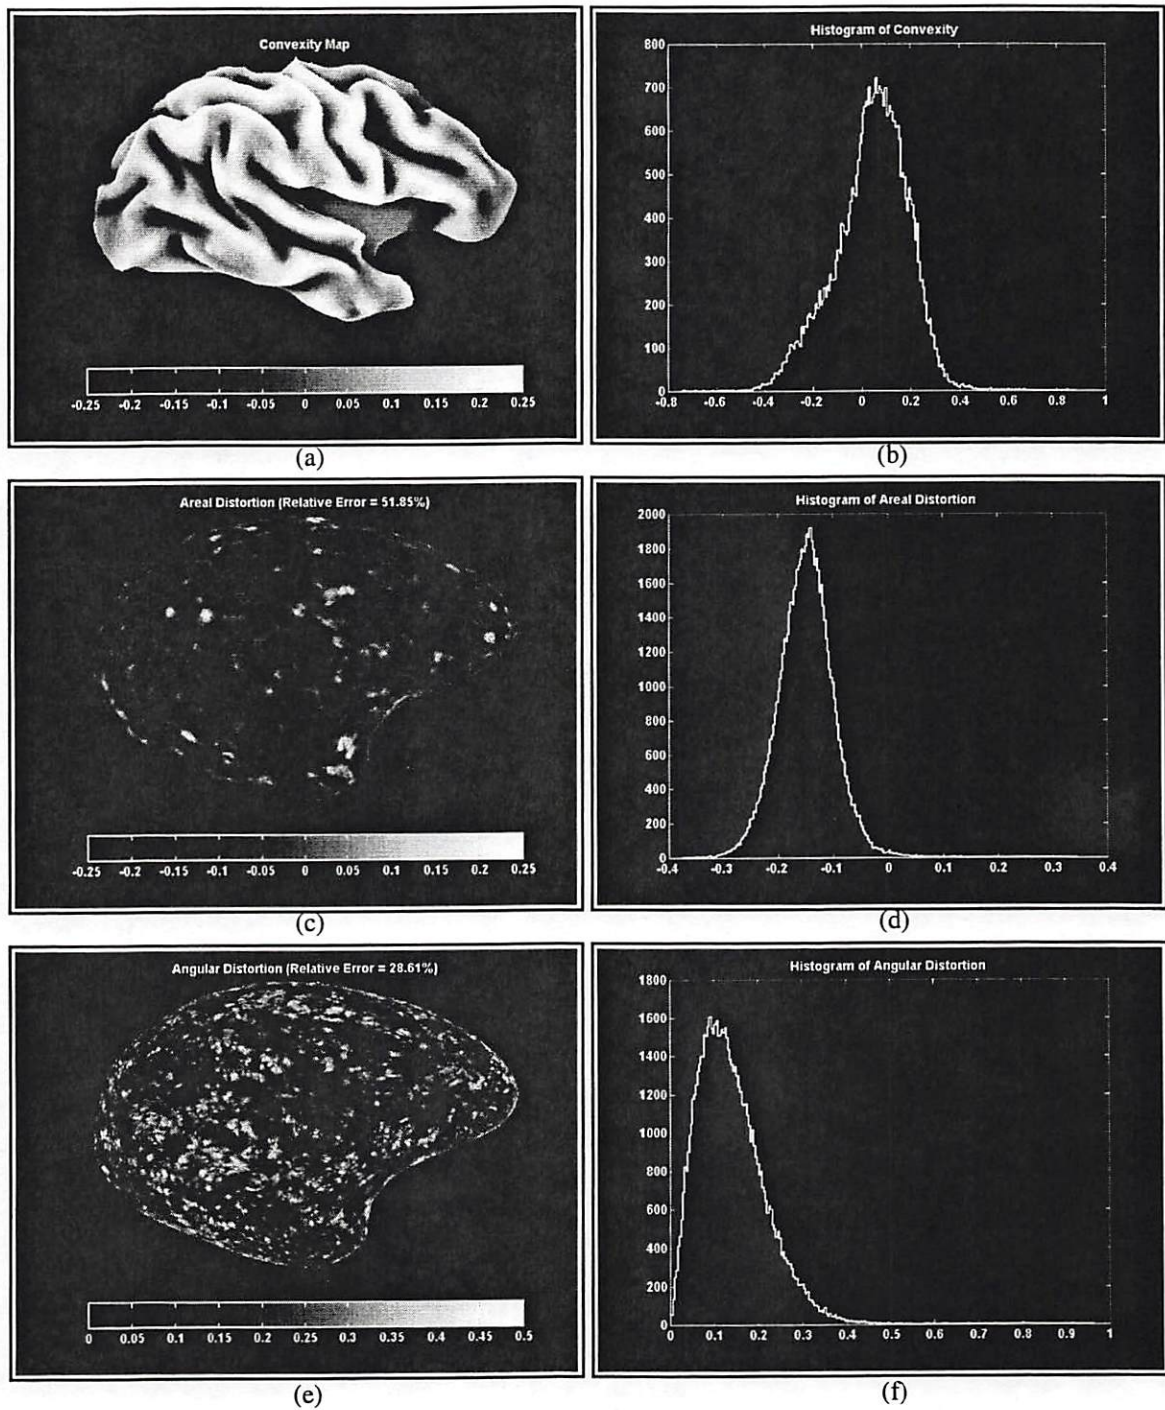 Convexity Map
-0.25 -0.2 -0.15 -0.1 -0.05 0 0.05 0.1 0.15 0.2 0.25
(a)
Histogram of Convexity
800
700
600
500
400
300
200
100
0
-0.8 -0.6 -0.4 -0.2 0 0.2 0.4 0.6 0.8 1
(b)
Areal Distortion (Relative Error = 51.85%)
-0.25 -0.2 -0.15 -0.1 -0.05 0 0.05 0.1 0.15 0.2 0.25
(c)
Histogram of Areal Distortion
2000
1800
1600
1400
1200
1000
800
600
400
200
0
-0.4 -0.3 -0.2 -0.1 0 0.1 0.2 0.3 0.4
(d)
Angular Distortion (Relative Error = 28.61%)
0 0.05 0.1 0.15 0.2 0.25 0.3 0.35 0.4 0.45 0.5
(e)
Histogram of Angular Distortion
1800
1600
1400
1200
1000
800
600
400
200
0
0 0.1 0.2 0.3 0.4 0.5 0.6 0.7 0.8 0.9 1
(f)